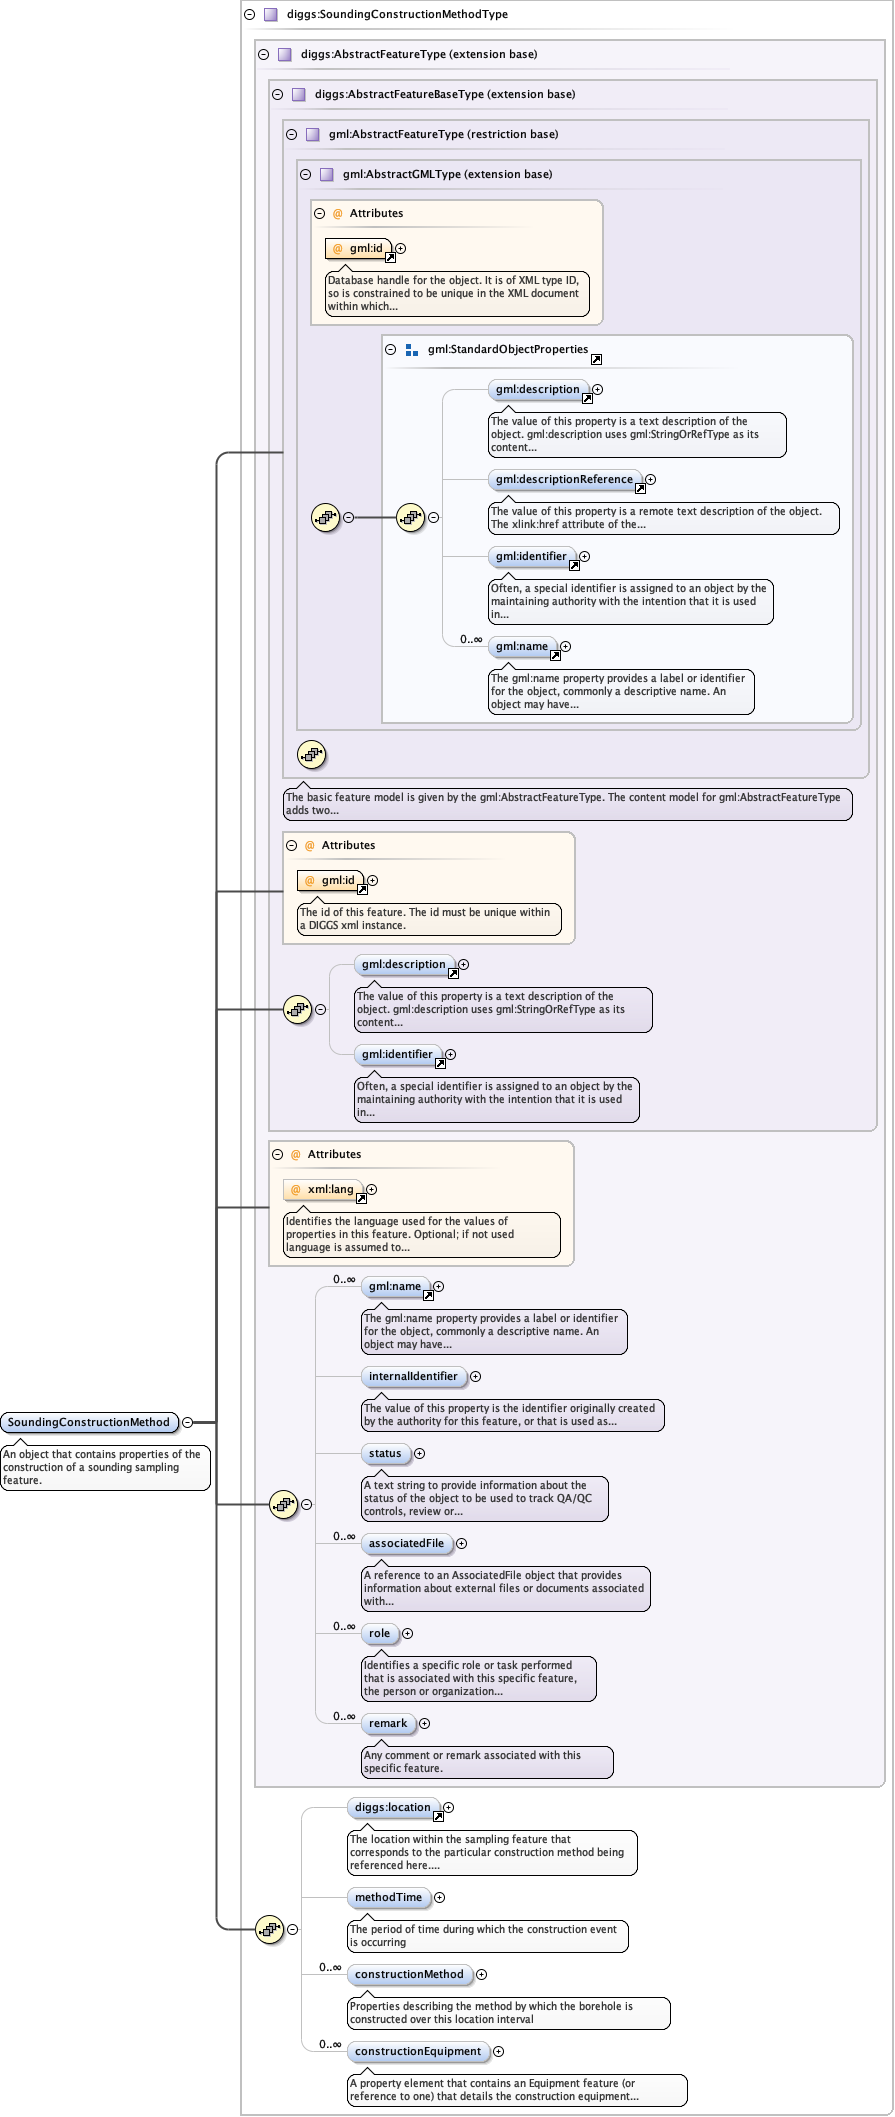 diggs:SoundingConstructionMethodType
diggs:AbstractFeatureType (extension base)
diggs:AbstractFeatureBaseType (extension base)
gml:AbstractFeatureType (restriction base)
gml:AbstractGMLType (extension base)
@ Attributes
@ gml:id
Database handle for the object. It is of XML type ID,
so is constrained to be unique in the XML document
within which...
gml:StandardObjectProperties
gml:description
The value of this property is a text description of the
object. gml:description uses gml:StringOrRefType as its
content...
gml:descriptionReference
The value of this property is a remote text description of the object.
The xlink:href attribute of the...
gml:identifier
Often, a special identifier is assigned to an object by the
maintaining authority with the intention that it is used
in...
0..∞
gml:name
The gml:name property provides a label or identifier
for the object, commonly a descriptive name. An
object may have...
The basic feature model is given by the gml:AbstractFeatureType. The content model for gml:AbstractFeatureType
adds two...
@ Attributes
@ gml:id
The id of this feature. The id must be unique within
a DIGGS xml instance.
gml:description
The value of this property is a text description of the
object. gml:description uses gml:StringOrRefType as its
content...
gml:identifier
Often, a special identifier is assigned to an object by the
maintaining authority with the intention that it is used
in...
@ Attributes
@ xml:lang
Identifies the language used for the values of
properties in this feature. Optional; if not used
language is assumed to...
0..∞
gml:name
The gml:name property provides a label or identifier
for the object, commonly a descriptive name. An
object may have...
internalIdentifier
The value of this property is the identifier originally created
by the authority for this feature, or that is used as...
SoundingConstructionMethod
An object that contains properties of the
construction of a sounding sampling
feature.
status
A text string to provide information about the
status of the object to be used to track QA/QC
controls, review or...
0..∞
associatedFile
A reference to an AssociatedFile object that provides
information about external files or documents associated
with...
0..∞
role
Identifies a specific role or task performed
that is associated with this specific feature,
the person or organization...
0..∞
remark
Any comment or remark associated with this
specific feature.
diggs:location
The location within the sampling feature that
corresponds to the particular construction method being
referenced here....
methodTime
The period of time during which the construction event
is occurring
0..∞
constructionMethod
Properties describing the method by which the borehole is
constructed over this location interval
0..∞
constructionEquipment
A property element that contains an Equipment feature (or
reference to one) that details the construction equipment...